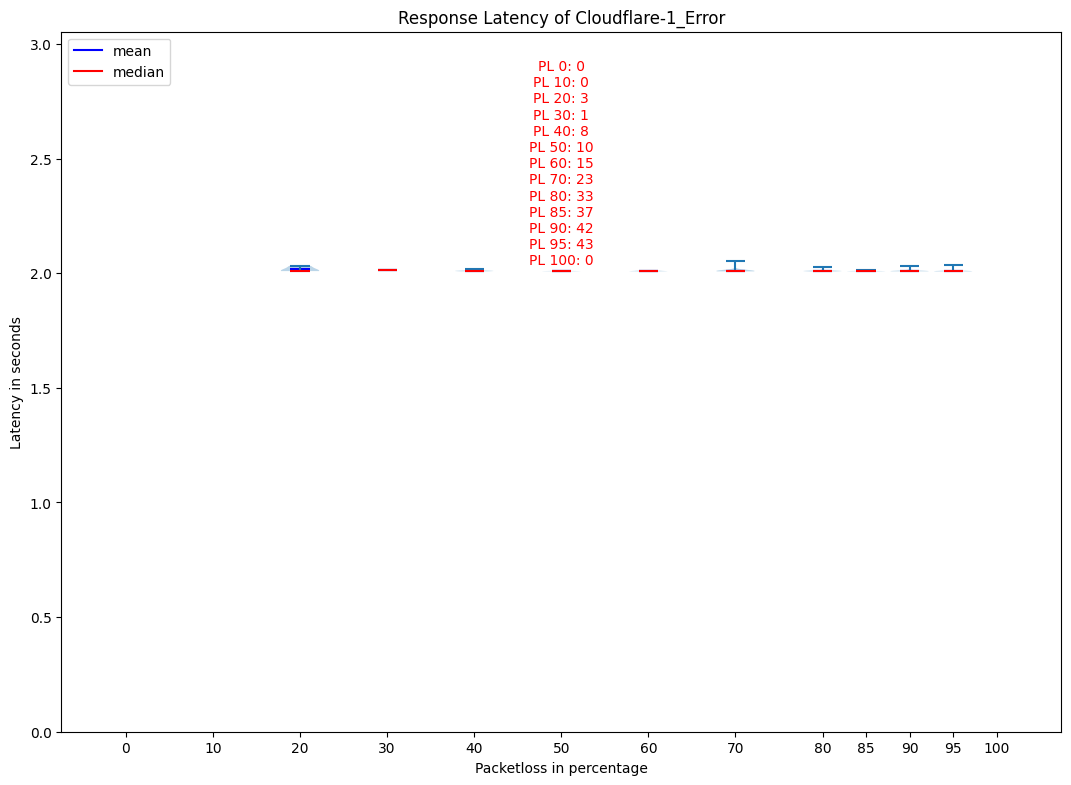 Response Latency of Cloudflare-1_Error
mean
median
PL 0: 0
PL 10: 0
PL 20: 3
PL 30: 1
PL 40: 8
PL 50: 10
PL 60: 15
PL 70: 23
PL 80: 33
PL 85: 37
PL 90: 42
PL 95: 43
PL 100: 0
3.0
2.5
2.0
1.5
1.0
0.5
0.0
Latency in seconds
0 10 20 30 40 50 60 70 80 85 90 95 100
Packetloss in percentage